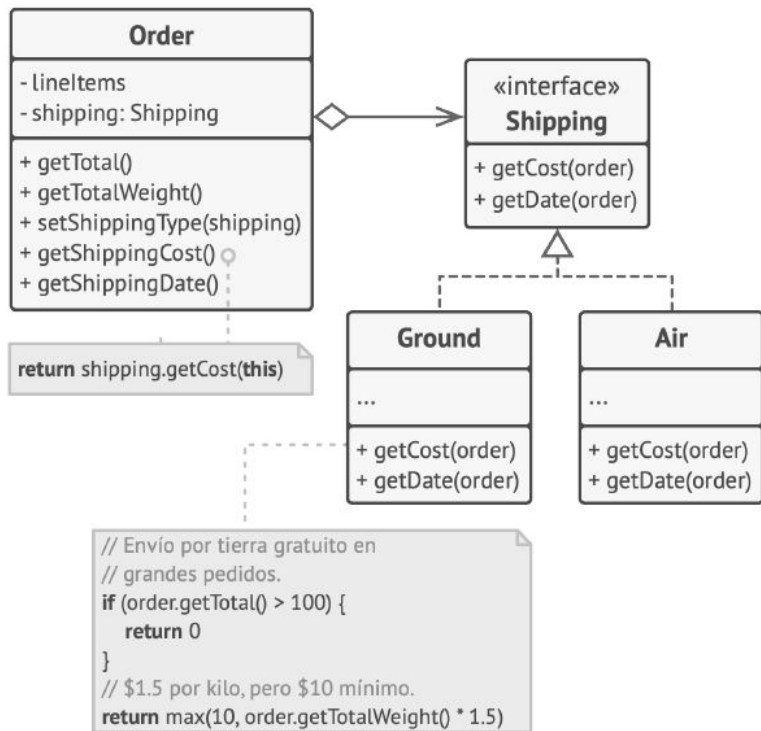 Order
- lineItems
- shipping: Shipping
+ getTotal()
+ getTotalWeight()
+ setShippingType(shipping)
+ getShippingCost()
+ getShippingDate()
return shipping.getCost(this)
«interface»
Shipping
+ getCost(order)
+ getDate(order)
Ground
...
+ getCost(order)
+ getDate(order)
Air
...
+ getCost(order)
+ getDate(order)
// Envío por tierra gratuito en
// grandes pedidos.
if (order.getTotal() > 100) {
return 0
}
// $1.5 por kilo, pero $10 mínimo.
return max(10, order.getTotalWeight() * 1.5)